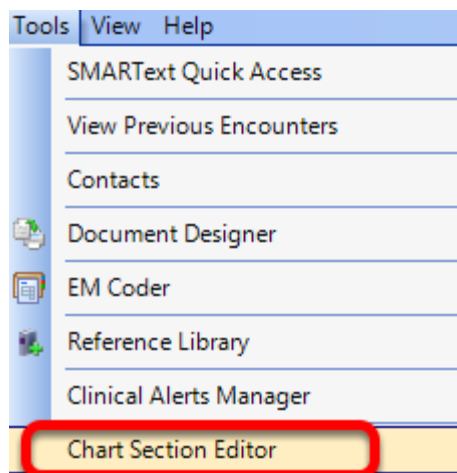 Tools View Help
SMARText Quick Access
View Previous Encounters
Contacts
Document Designer
EM Coder
Reference Library
Clinical Alerts Manager
Chart Section Editor